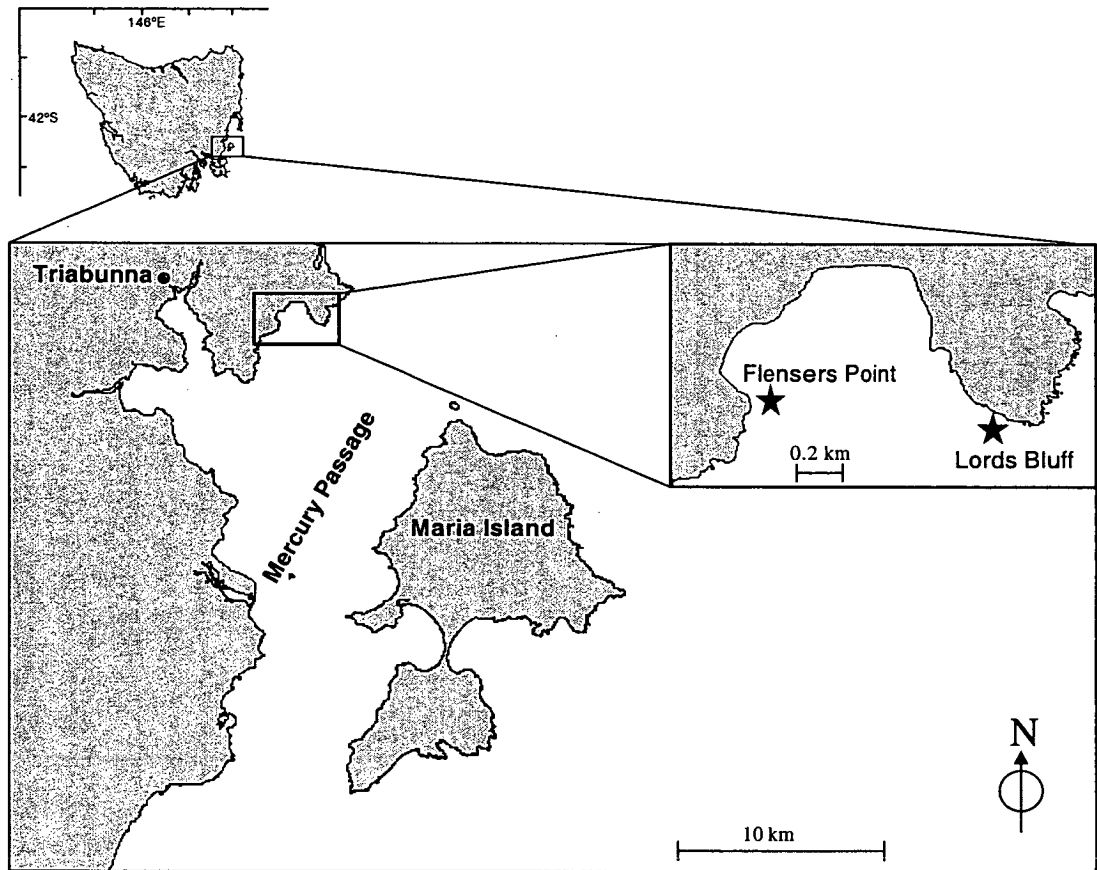 146°E
42°S
Triabunna
Mercury Passage
Maria Island
Flensers Point
0.2 km
Lords Bluff
N
10 km